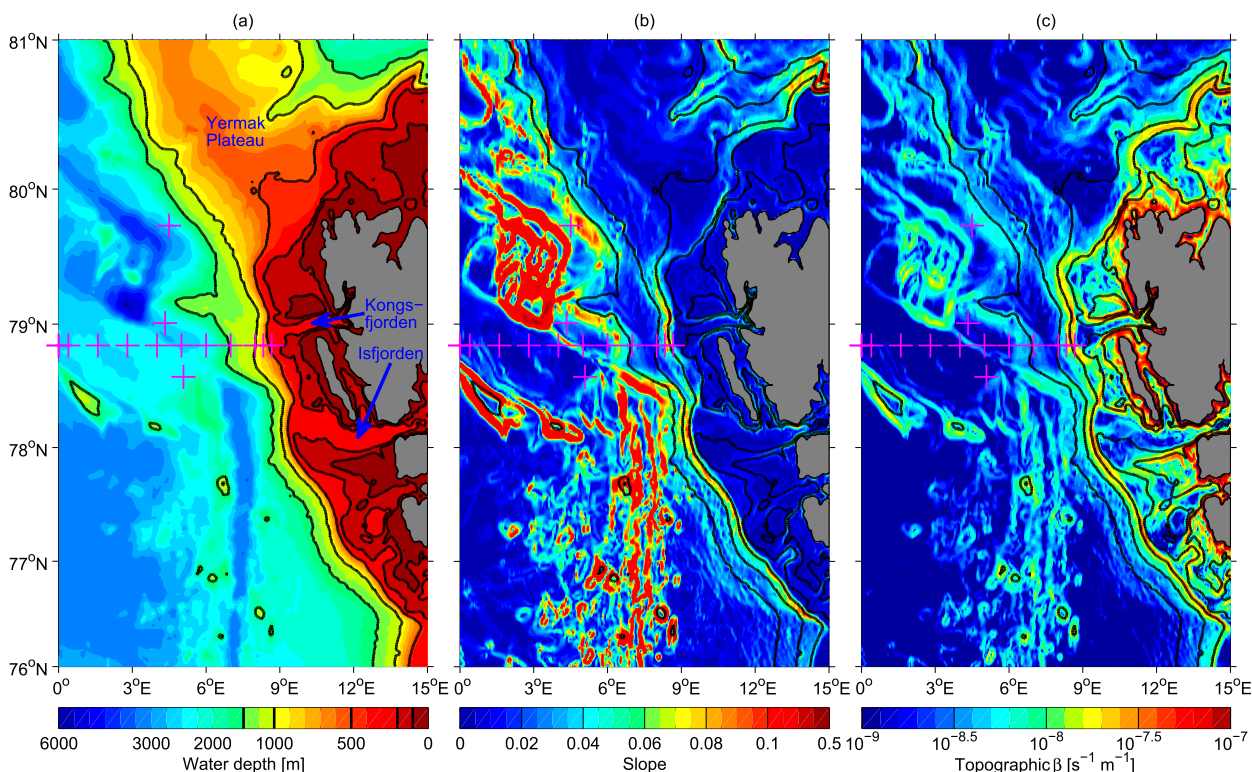 (a)
(b)
(c)
81°N
80°N
79°N
78°N
77°N
76°N
Yermak
Plateau
Kongs–
fjorden
Isfjorden
0° 3°E 6°E 9°E 12°E 15°E
0° 3°E 6°E 9°E 12°E 15°E
0° 3°E 6°E 9°E 12°E 15°E
6000 3000 2000 1000 500 0
Water depth [m]
0 0.02 0.04 0.06 0.08 0.1 0.5
Slope
10⁻⁹ 10⁻⁸·⁵ 10⁻⁸ 10⁻⁷·⁵ 10⁻⁷
Topographic β [s⁻¹ m⁻¹]